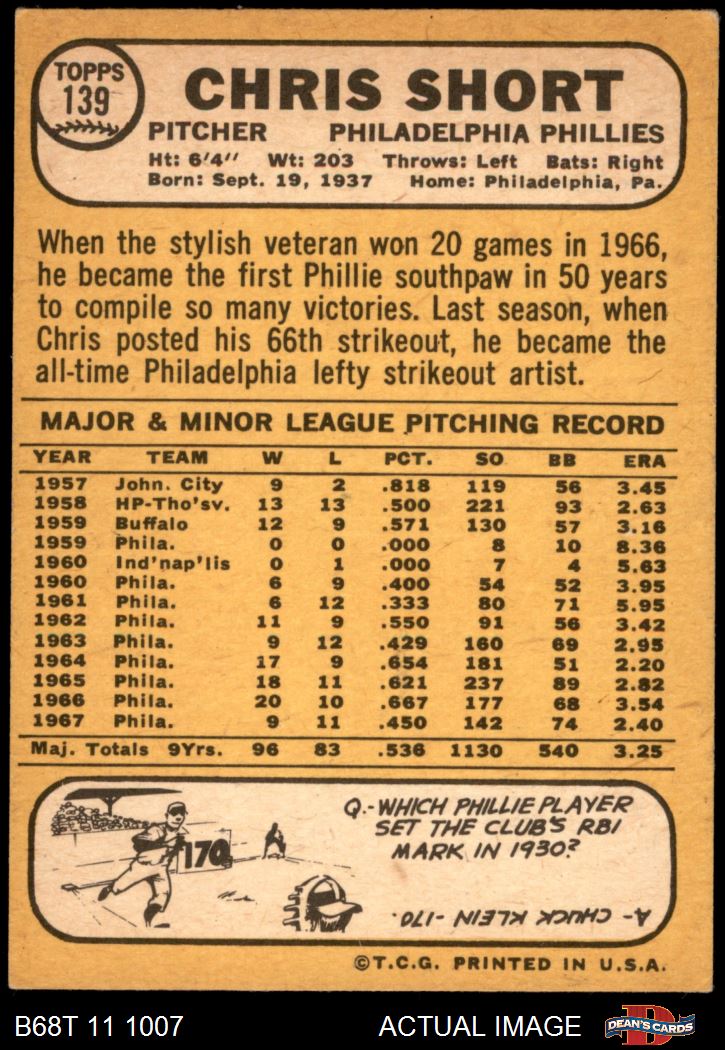 TOPPS
139
CHRIS SHORT
PITCHER PHILADELPHIA PHILLIES
Ht: 6'4" Wt: 203 Throws: Left Bats: Right
Born: Sept. 19, 1937 Home: Philadelphia, Pa.
When the stylish veteran won 20 games in 1966,
he became the first Phillie southpaw in 50 years
to compile so many victories. Last season, when
Chris posted his 66th strikeout, he became the
all-time Philadelphia lefty strikeout artist.
MAJOR & MINOR LEAGUE PITCHING RECORD
YEAR TEAM W L PCT. SO BB ERA
1957 John. City 9 2 .818 119 56 3.45
1958 HP-Tho'sv. 13 13 .500 221 93 2.63
1959 Buffalo 12 9 .571 130 57 3.16
1959 Phila. 0 0 .000 8 10 8.36
1960 Ind'nap'lis 0 1 .000 7 4 5.63
1960 Phila. 6 9 .400 54 52 3.95
1961 Phila. 6 12 .333 80 71 5.95
1962 Phila. 11 9 .550 91 56 3.42
1963 Phila. 9 12 .429 160 69 2.95
1964 Phila. 17 9 .654 181 51 2.20
1965 Phila. 18 11 .621 237 89 2.82
1966 Phila. 20 10 .667 177 68 3.54
1967 Phila. 9 11 .450 142 74 2.40
Maj. Totals 9Yrs. 96 83 .536 1130 540 3.25
170
Q.-WHICH PHILLIE PLAYER
SET THE CLUB'S RBI
MARK IN 1930?
A- CHUCK KLEIN-170.
©T.C.G. PRINTED IN U.S.A.
B68T 11 1007 ACTUAL IMAGE
D
DEAN'S CARDS